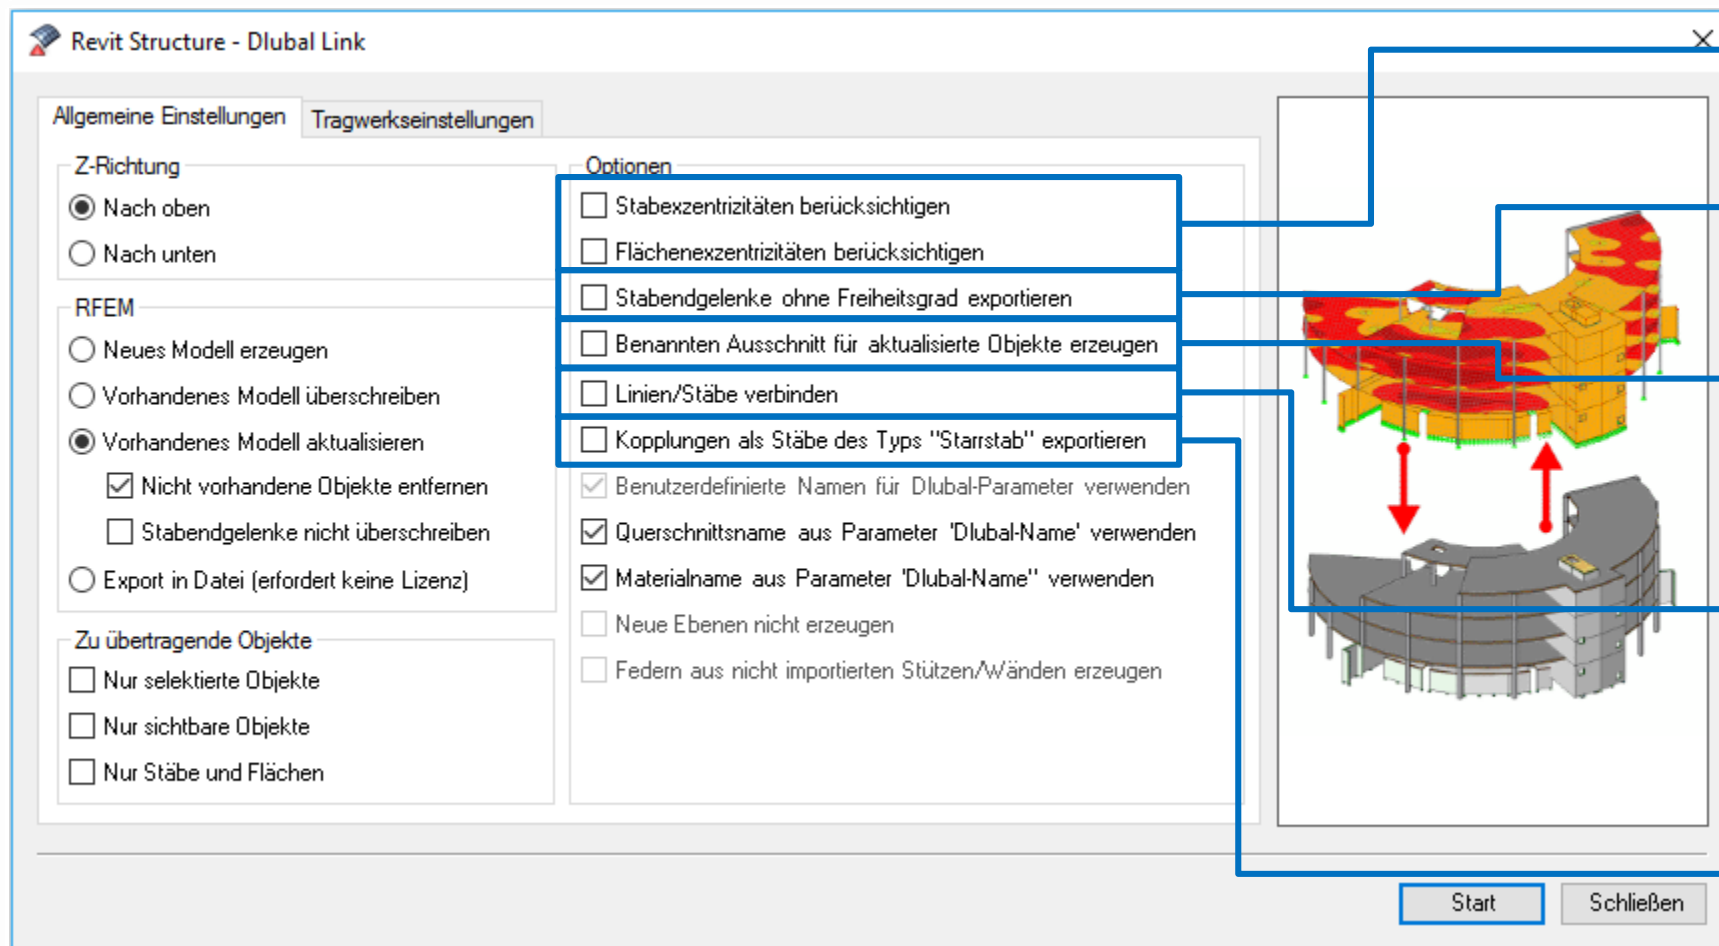 Revit Structure - Dlubal Link
Allgemeine Einstellungen
Tragwerkseinstellungen
Z-Richtung
Nach oben
Nach unten
RFEM
Neues Modell erzeugen
Vorhandenes Modell überschreiben
Vorhandenes Modell aktualisieren
Nicht vorhandene Objekte entfernen
Stabendgelenke nicht überschreiben
Export in Datei (erfordert keine Lizenz)
Zu übertragende Objekte
Nur selektierte Objekte
Nur sichtbare Objekte
Nur Stäbe und Flächen
Optionen
Stabexzentrizitäten berücksichtigen
Flächenexzentrizitäten berücksichtigen
Stabendgelenke ohne Freiheitsgrad exportieren
Benannten Ausschnitt für aktualisierte Objekte erzeugen
Linien/Stäbe verbinden
Kopplungen als Stäbe des Typs "Starrstab" exportieren
Benutzerdefinierte Namen für Dlubal-Parameter verwenden
Querschnittsname aus Parameter 'Dlubal-Name' verwenden
Materialname aus Parameter 'Dlubal-Name'' verwenden
Neue Ebenen nicht erzeugen
Federn aus nicht importierten Stützen/Wänden erzeugen
Start
Schließen